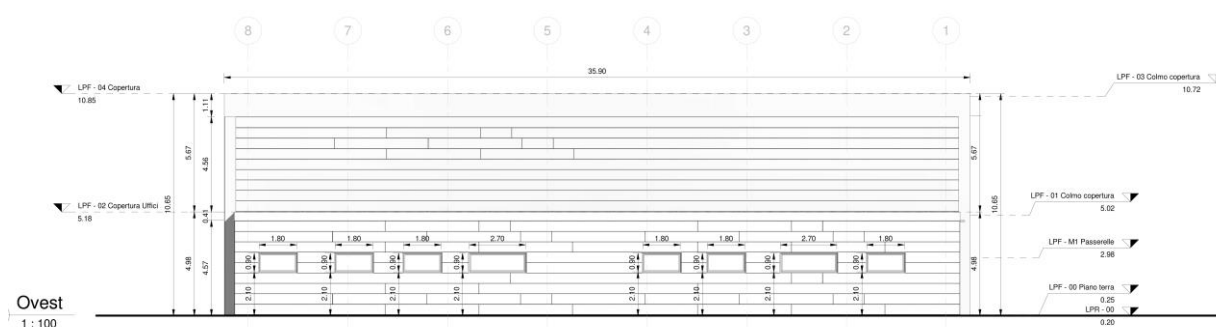 8 7 6 5 4 3 2 1
35.90
LPF - 04 Copertura
10.85
LPF - 03 Colmo copertura
10.72
1.11
5.67
4.56
10.65
5.67
10.65
LPF - 02 Copertura Uffici
5.18
0.41
LPF - 01 Colmo copertura
5.02
1.80 1.80 1.80 2.70 1.80 1.80 2.70 1.80
LPF - M1 Passerelle
2.98
4.98
4.57
0.90 0.90 0.90 0.90 0.90 0.90 0.90 0.90
4.98
2.10 2.10 2.10 2.10 2.10 2.10 2.10 2.10
LPF - 00 Piano terra
0.25
LPR - 00
0.20
Ovest
1 : 100